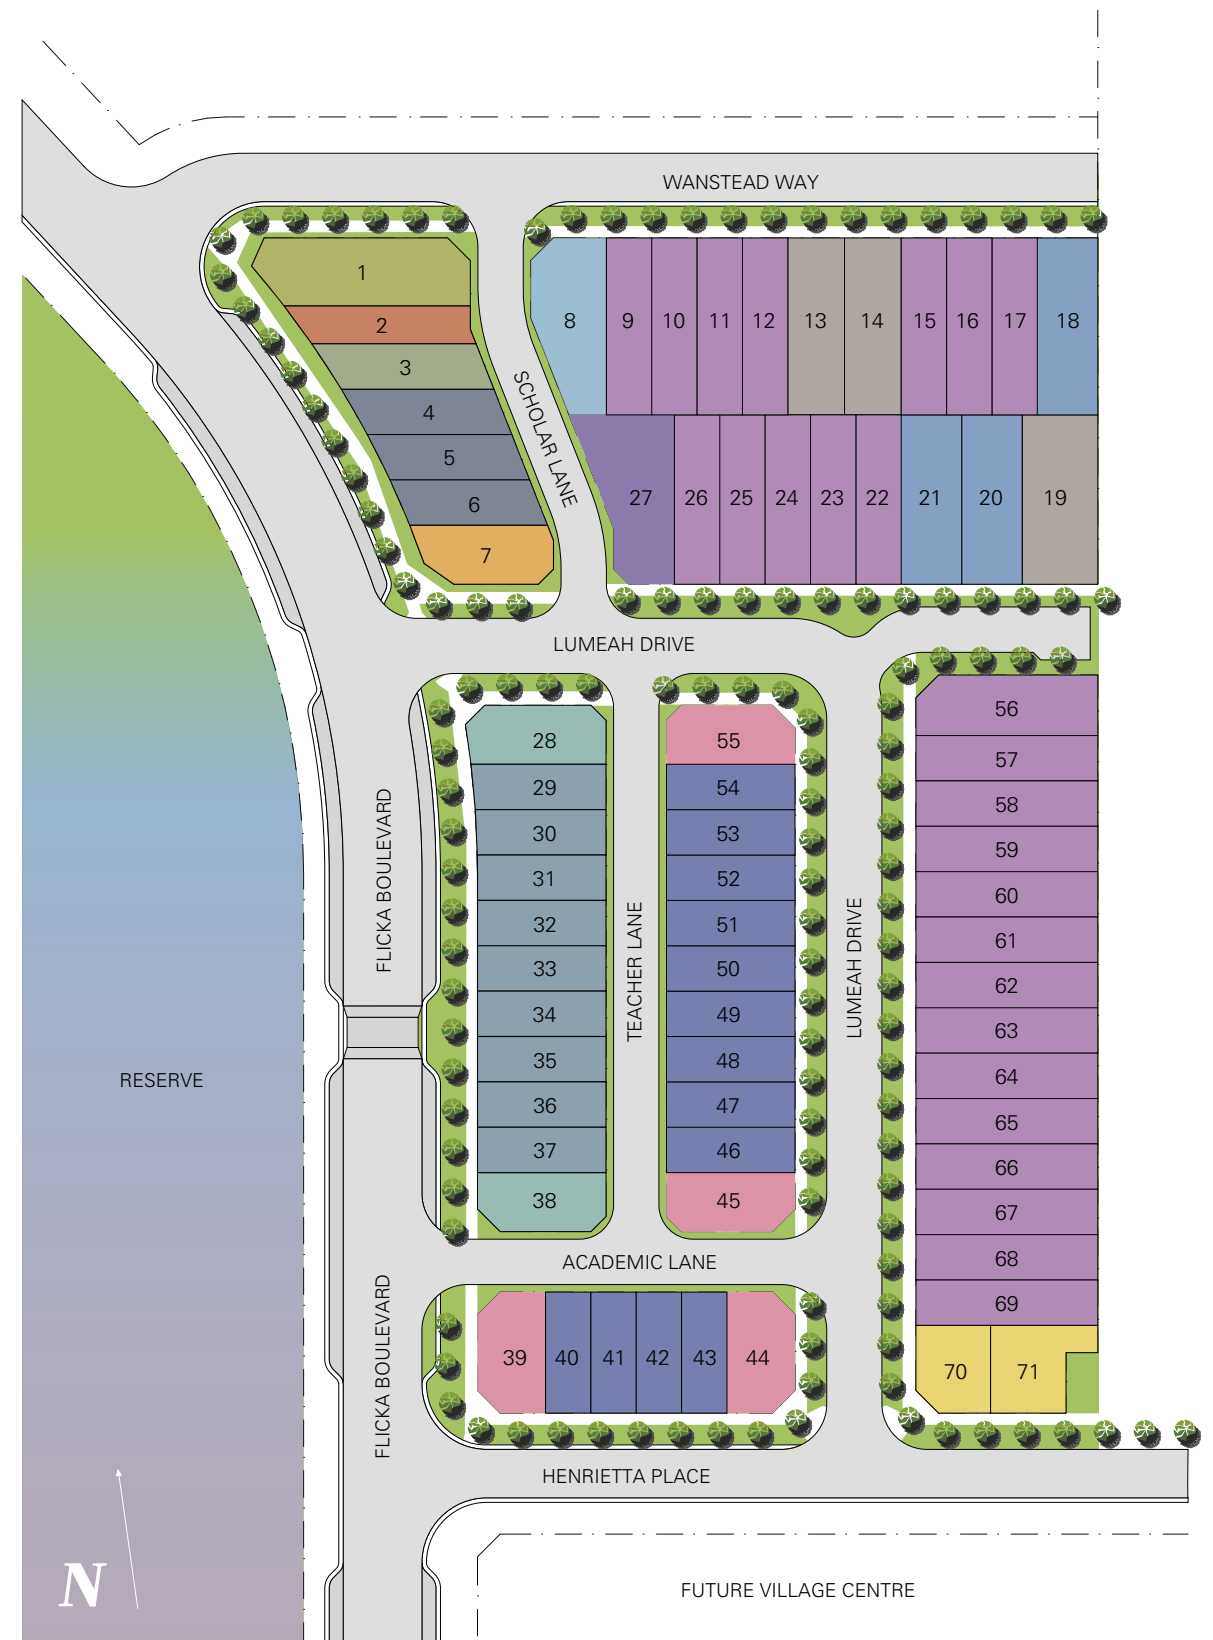 WANSTEAD WAY
1
2
3
4
5
6
7
SCHOLAR LANE
8 9 10 11 12 13 14 15 16 17 18
27 26 25 24 23 22 21 20 19
LUMEAH DRIVE
28
29
30
31
32
33
34
35
36
37
38
55
54
53
52
51
50
49
48
47
46
45
56
57
58
59
60
61
62
63
64
65
66
67
68
69
70 71
FLICKA BOULEVARD
TEACHER LANE
LUMEAH DRIVE
RESERVE
ACADEMIC LANE
39 40 41 42 43 44
FLICKA BOULEVARD
HENRIETTA PLACE
N
FUTURE VILLAGE CENTRE